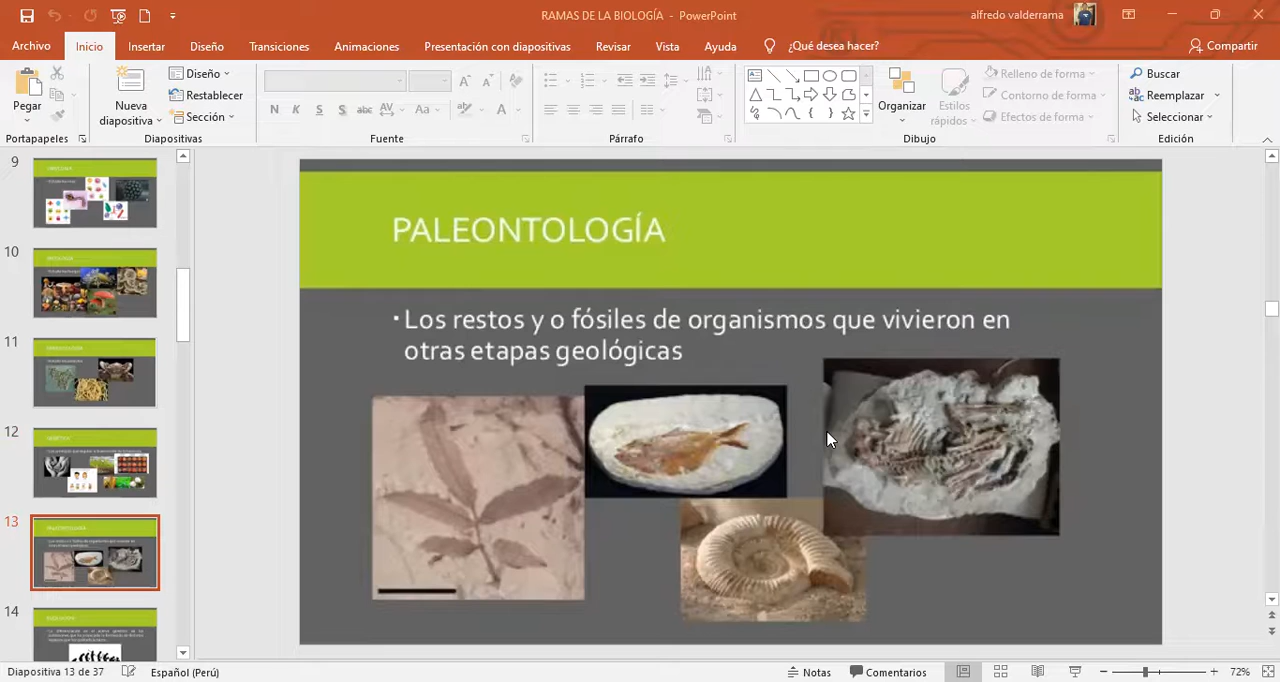 RAMAS DE LA BIOLOGÍA - PowerPoint
alfredo valderrama
Archivo Inicio Insertar Diseño Transiciones Animaciones Presentación con diapositivas Revisar Vista Ayuda ¿Qué desea hacer? Compartir
Pegar
Portapapeles
Nueva
diapositiva
Diseño
Restablecer
Sección
Diapositivas
N K S S abc AV Aa A
Fuente
Párrafo
Organizar
Estilos
rápidos
Relleno de forma
Contorno de forma
Efectos de forma
Dibujo
Buscar
Reemplazar
Seleccionar
Edición
9
10
11
12
13
PALEONTOLOGÍA
14
PALEONTOLOGÍA
Los restos y o fósiles de organismos que vivieron en
otras etapas geológicas
Diapositiva 13 de 37 Español (Perú) Notas Comentarios 72%